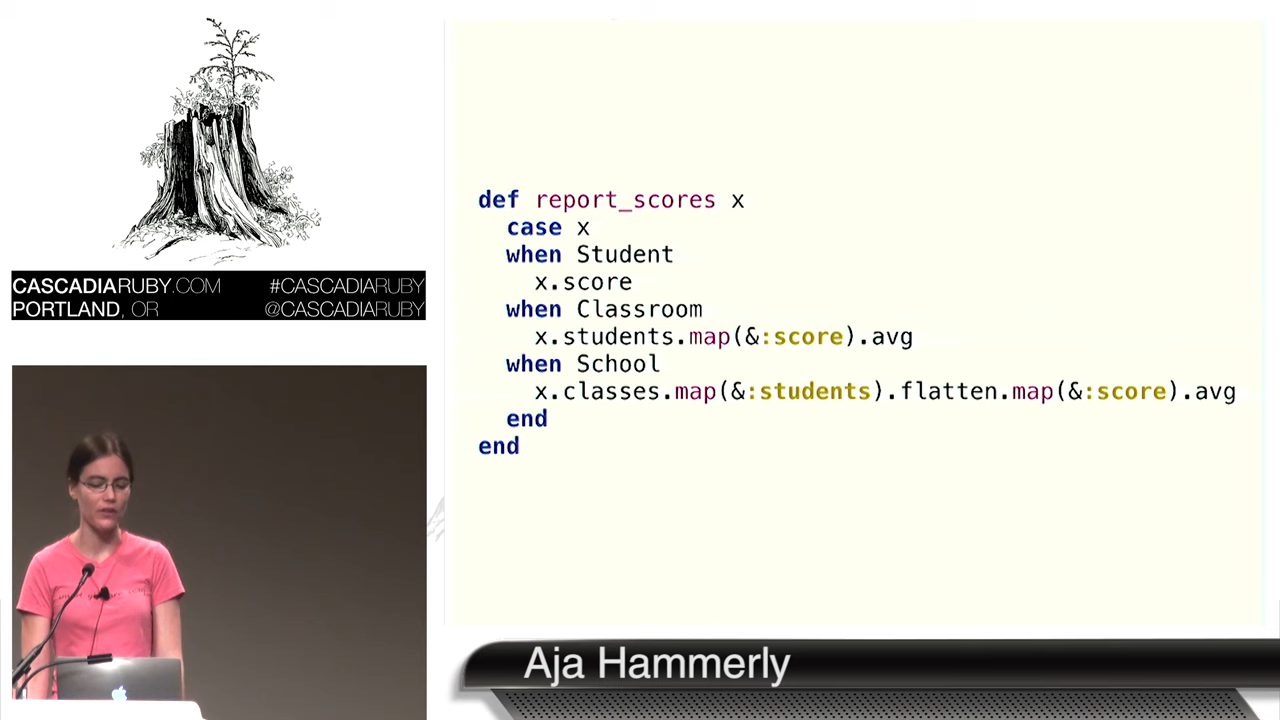 CASCADIARUBY.COM #CASCADIARUBY
PORTLAND, OR @CASCADIARUBY
def report_scores x
  case x
  when Student
    x.score
  when Classroom
    x.students.map(&:score).avg
  when School
    x.classes.map(&:students).flatten.map(&:score).avg
  end
end
Aja Hammerly